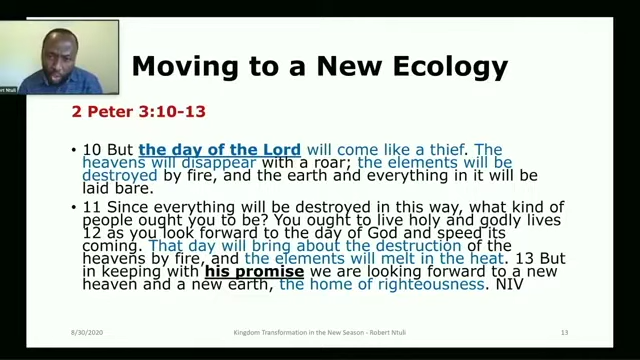 rt Ntuli
Moving to a New Ecology
2 Peter 3:10-13
• 10 But the day of the Lord will come like a thief. The
heavens will disappear with a roar; the elements will be
destroyed by fire, and the earth and everything in it will be
laid bare.
• 11 Since everything will be destroyed in this way, what kind of
people ought you to be? You ought to live holy and godly lives
12 as you look forward to the day of God and speed its
coming. That day will bring about the destruction of the
heavens by fire, and the elements will melt in the heat. 13 But
in keeping with his promise we are looking forward to a new
heaven and a new earth, the home of righteousness. NIV
8/30/2020
Kingdom Transformation in the New Season - Robert Ntuli
13